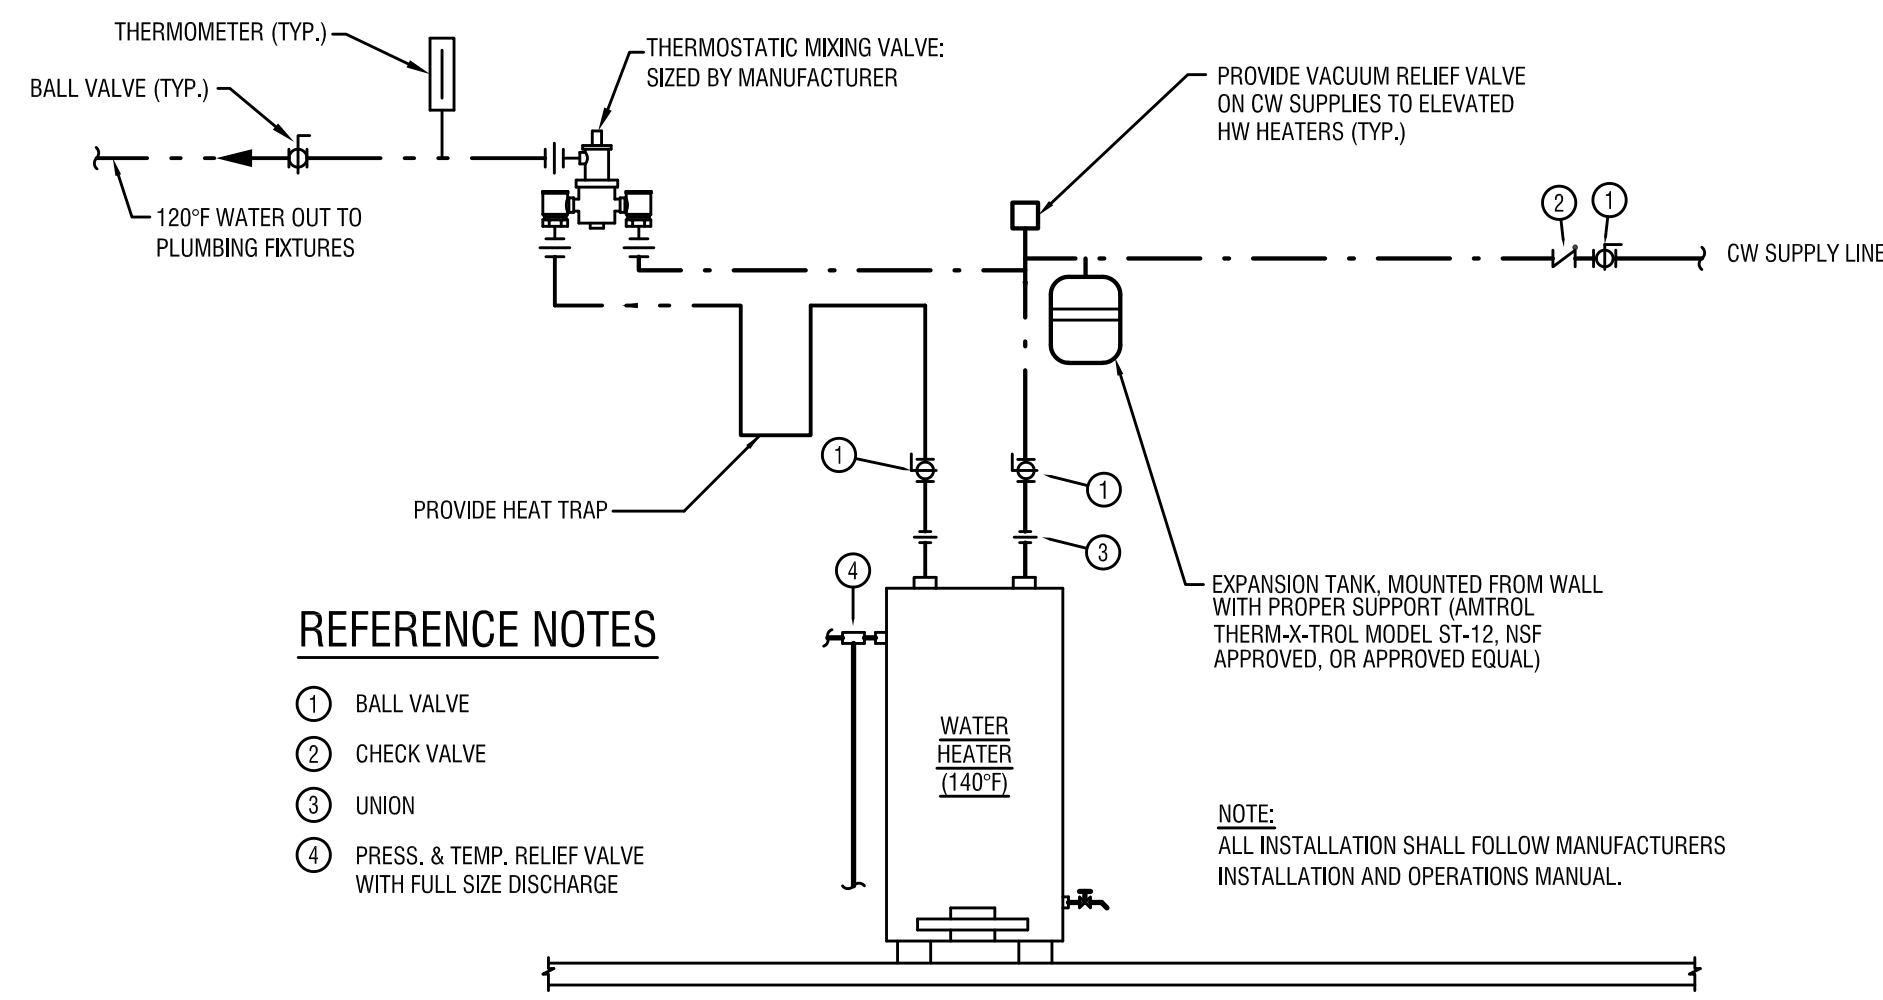 THERMOMETER (TYP.)
BALL VALVE (TYP.)
THERMOSTATIC MIXING VALVE:
SIZED BY MANUFACTURER
PROVIDE VACUUM RELIEF VALVE
ON CW SUPPLIES TO ELEVATED
HW HEATERS (TYP.)
120°F WATER OUT TO
PLUMBING FIXTURES
2
1
CW SUPPLY LINE
1
1
PROVIDE HEAT TRAP
3
4
EXPANSION TANK, MOUNTED FROM WALL
WITH PROPER SUPPORT (AMTROL
THERM-X-TROL MODEL ST-12, NSF
APPROVED, OR APPROVED EQUAL)
REFERENCE NOTES
1 BALL VALVE
2 CHECK VALVE
3 UNION
4 PRESS. & TEMP. RELIEF VALVE
WITH FULL SIZE DISCHARGE
WATER
HEATER
(140°F)
NOTE:
ALL INSTALLATION SHALL FOLLOW MANUFACTURERS
INSTALLATION AND OPERATIONS MANUAL.